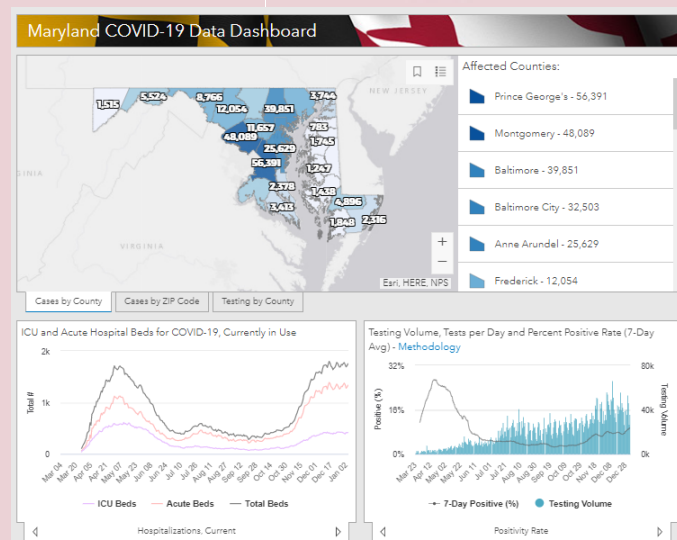 Maryland COVID-19 Data Dashboard
Affected Counties:
NEW JERSEY
1,515
5,524
8,766
12,054
39,851
3,744
11,657
783
48,089
1,745
25,629
56,391
1,247
2,378
1,438
4,896
3,413
1,848
2,315
VIRGINIA
+
−
Esri, HERE, NPS
Prince George's - 56,391
Montgomery - 48,089
Baltimore - 39,851
Baltimore City - 32,503
Anne Arundel - 25,629
Frederick - 12,054
Cases by County
Cases by ZIP Code
Testing by County
ICU and Acute Hospital Beds for COVID-19, Currently in Use
2k
1k
0
Total #
Mar 04
Mar 20
Apr 05
Apr 21
May 07
May 23
Jun 08
Jun 24
Jul 10
Jul 26
Aug 11
Aug 27
Sep 12
Sep 28
Oct 14
Oct 30
Nov 15
Dec 01
Dec 17
Jan 02
ICU Beds
Acute Beds
Total Beds
Hospitalizations, Current
Testing Volume, Tests per Day and Percent Positive Rate (7-Day
Avg) - Methodology
32%
16%
0%
Positive (%)
80k
40k
0k
Testing Volume
Mar 23
Apr 12
May 02
May 22
Jun 11
Jul 01
Jul 21
Aug 10
Aug 30
Sep 19
Oct 09
Oct 29
Nov 18
Dec 08
Dec 28
7-Day Positive (%)
Testing Volume
Positivity Rate